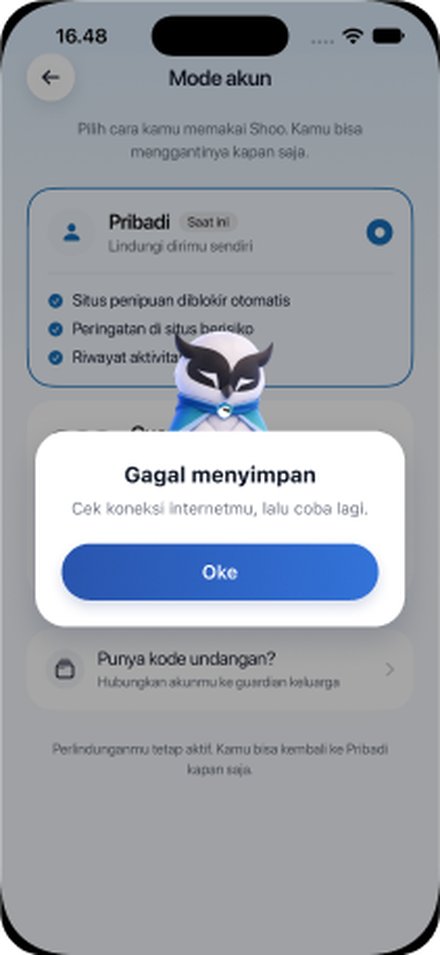 16.48
Mode akun
Pilih cara kamu memakai Shoo. Kamu bisa
menggantinya kapan saja.
Pribadi Saat ini
Lindungi dirimu sendiri
Situs penipuan diblokir otomatis
Peringatan di situs berisiko
Riwayat
Gagal menyimpan
Cek koneksi internetmu, lalu coba lagi.
Oke
Punya kode undangan?
Hubungkan akunmu ke guardian keluarga
Perlindunganmu tetap aktif. Kamu bisa kembali ke Pribadi
kapan saja.